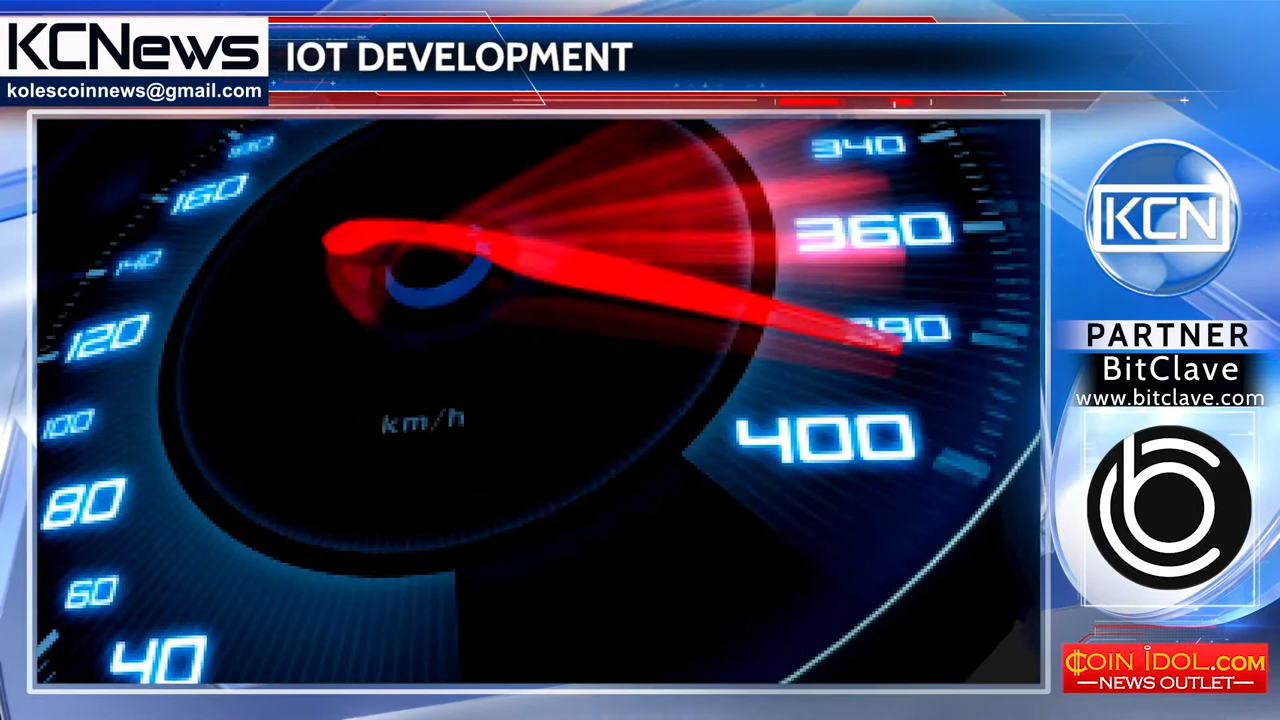 KCNews
kolescoinnews@gmail.com
IOT DEVELOPMENT
160
140
120
100
80
60
40
km/h
340
360
400
KCN
PARTNER
BitClave
www.bitclave.com
COIN IDOL.COM
NEWS OUTLET